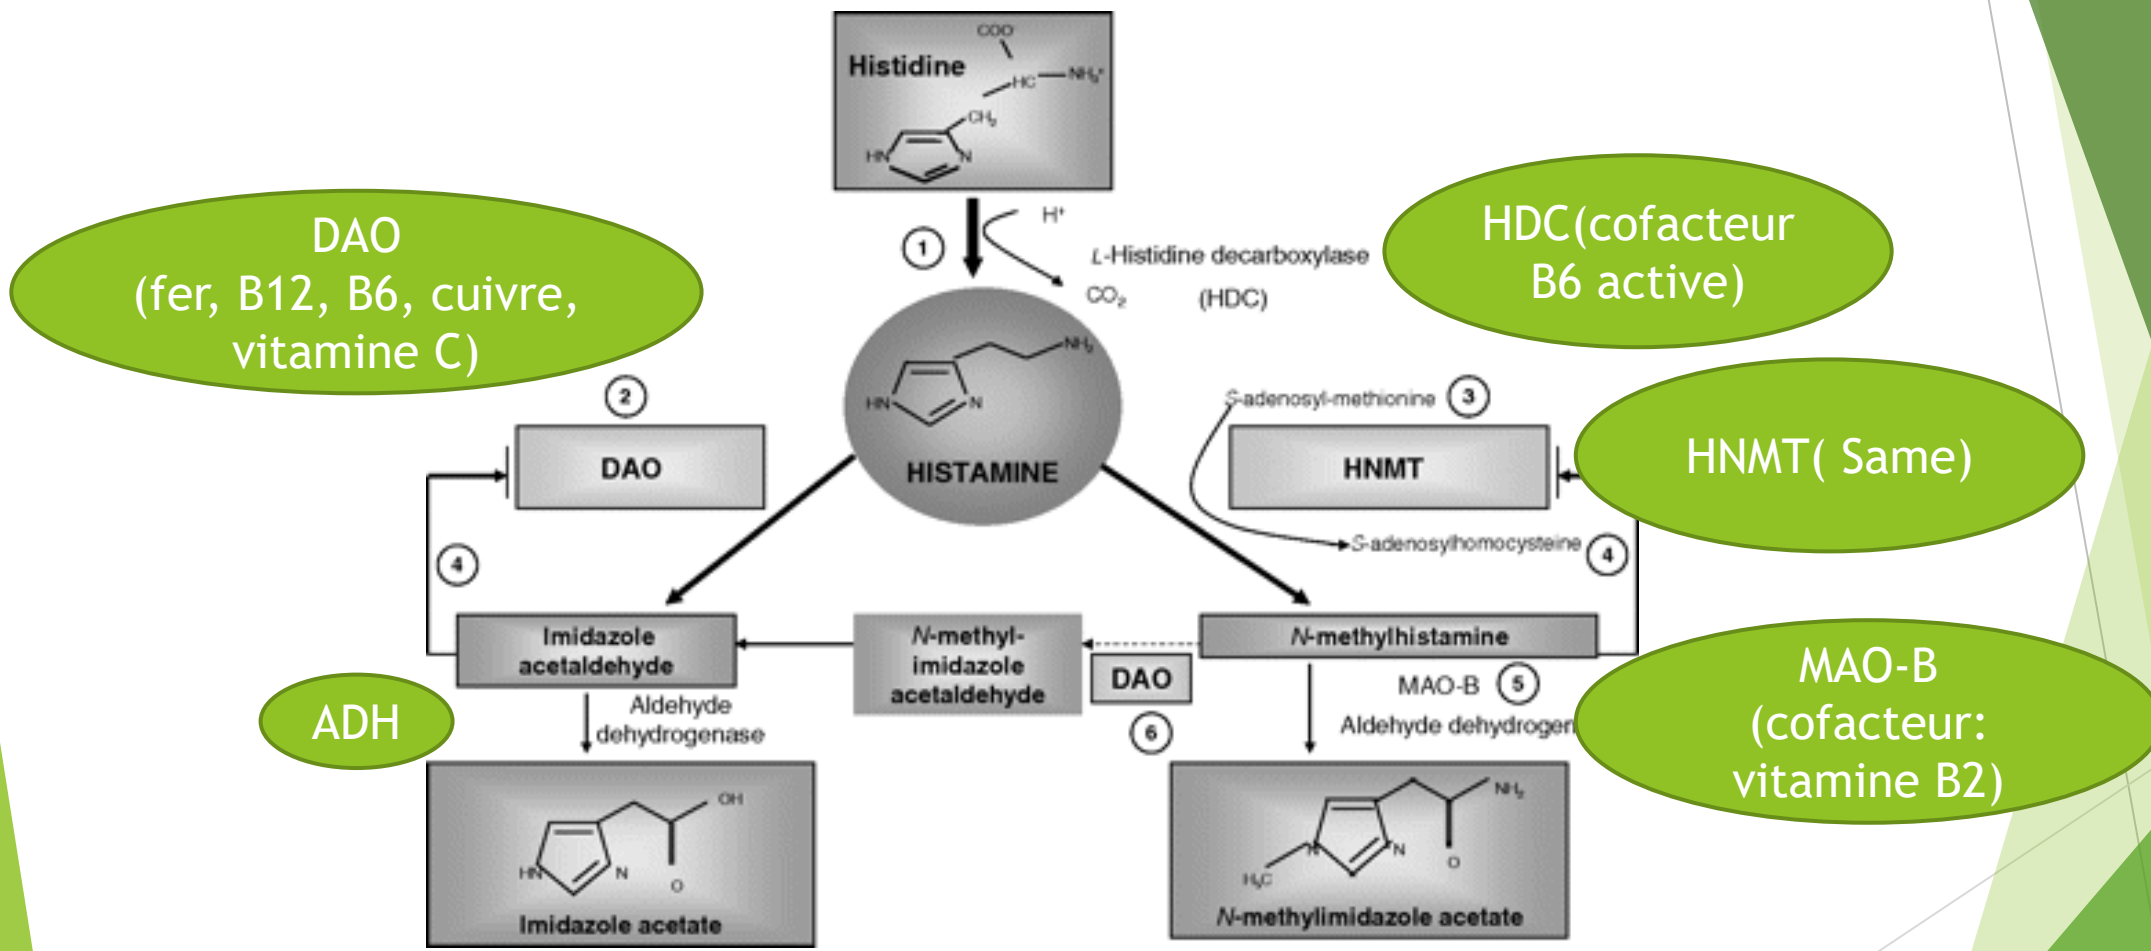 COO⁻
Histidine
HC
NH₃⁺
CH₂
HN
N
1
H⁺
L-Histidine decarboxylase
CO₂
(HDC)
HDC(cofacteur
B6 active)
DAO
(fer, B12, B6, cuivre,
vitamine C)
NH₂
HN
N
HISTAMINE
2
DAO
S-adenosyl-methionine
3
HNMT
HNMT( Same)
S-adenosylhomocysteine
4
4
Imidazole
acetaldehyde
N-methyl-
imidazole
acetaldehyde
N-methylhistamine
DAO
6
MAO-B
5
Aldehyde dehydrogen
MAO-B
(cofacteur:
vitamine B2)
ADH
Aldehyde
dehydrogenase
OH
HN
N
O
Imidazole acetate
NH₂
N
N
H₃C
O
N-methylimidazole acetate